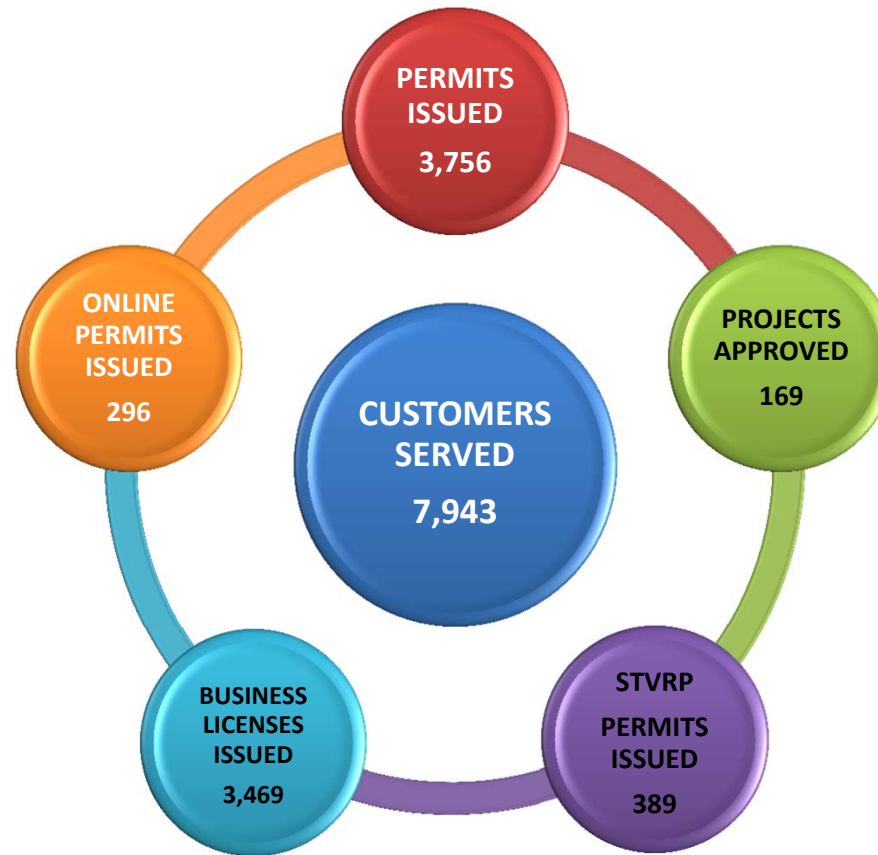 PERMITS
ISSUED
3,756
ONLINE
PERMITS
ISSUED
296
PROJECTS
APPROVED
169
CUSTOMERS
SERVED
7,943
BUSINESS
LICENSES
ISSUED
3,469
STVRP
PERMITS
ISSUED
389